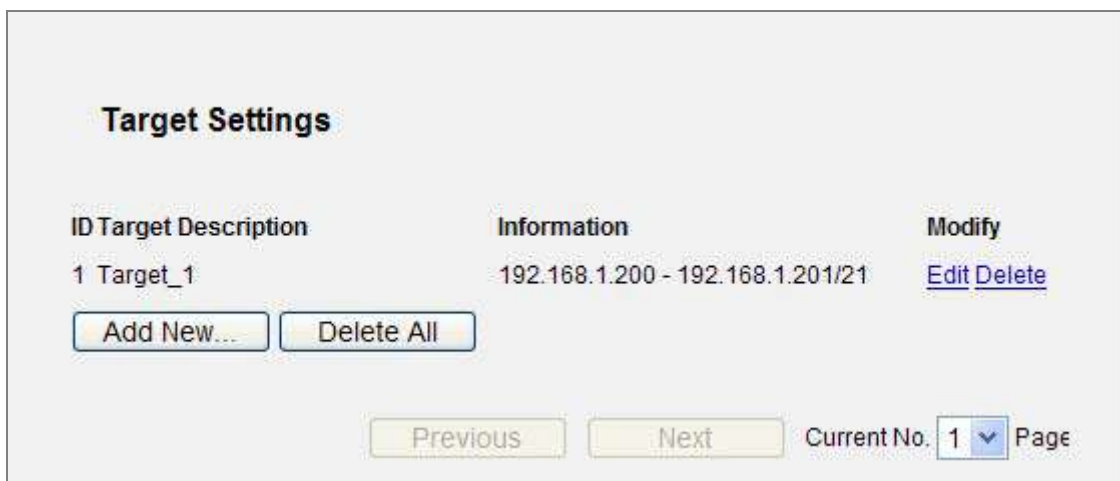 Target Settings
ID Target Description Information Modify
1 Target_1 192.168.1.200 - 192.168.1.201/21 Edit Delete
Add New... Delete All
Previous Next Current No. 1 Page